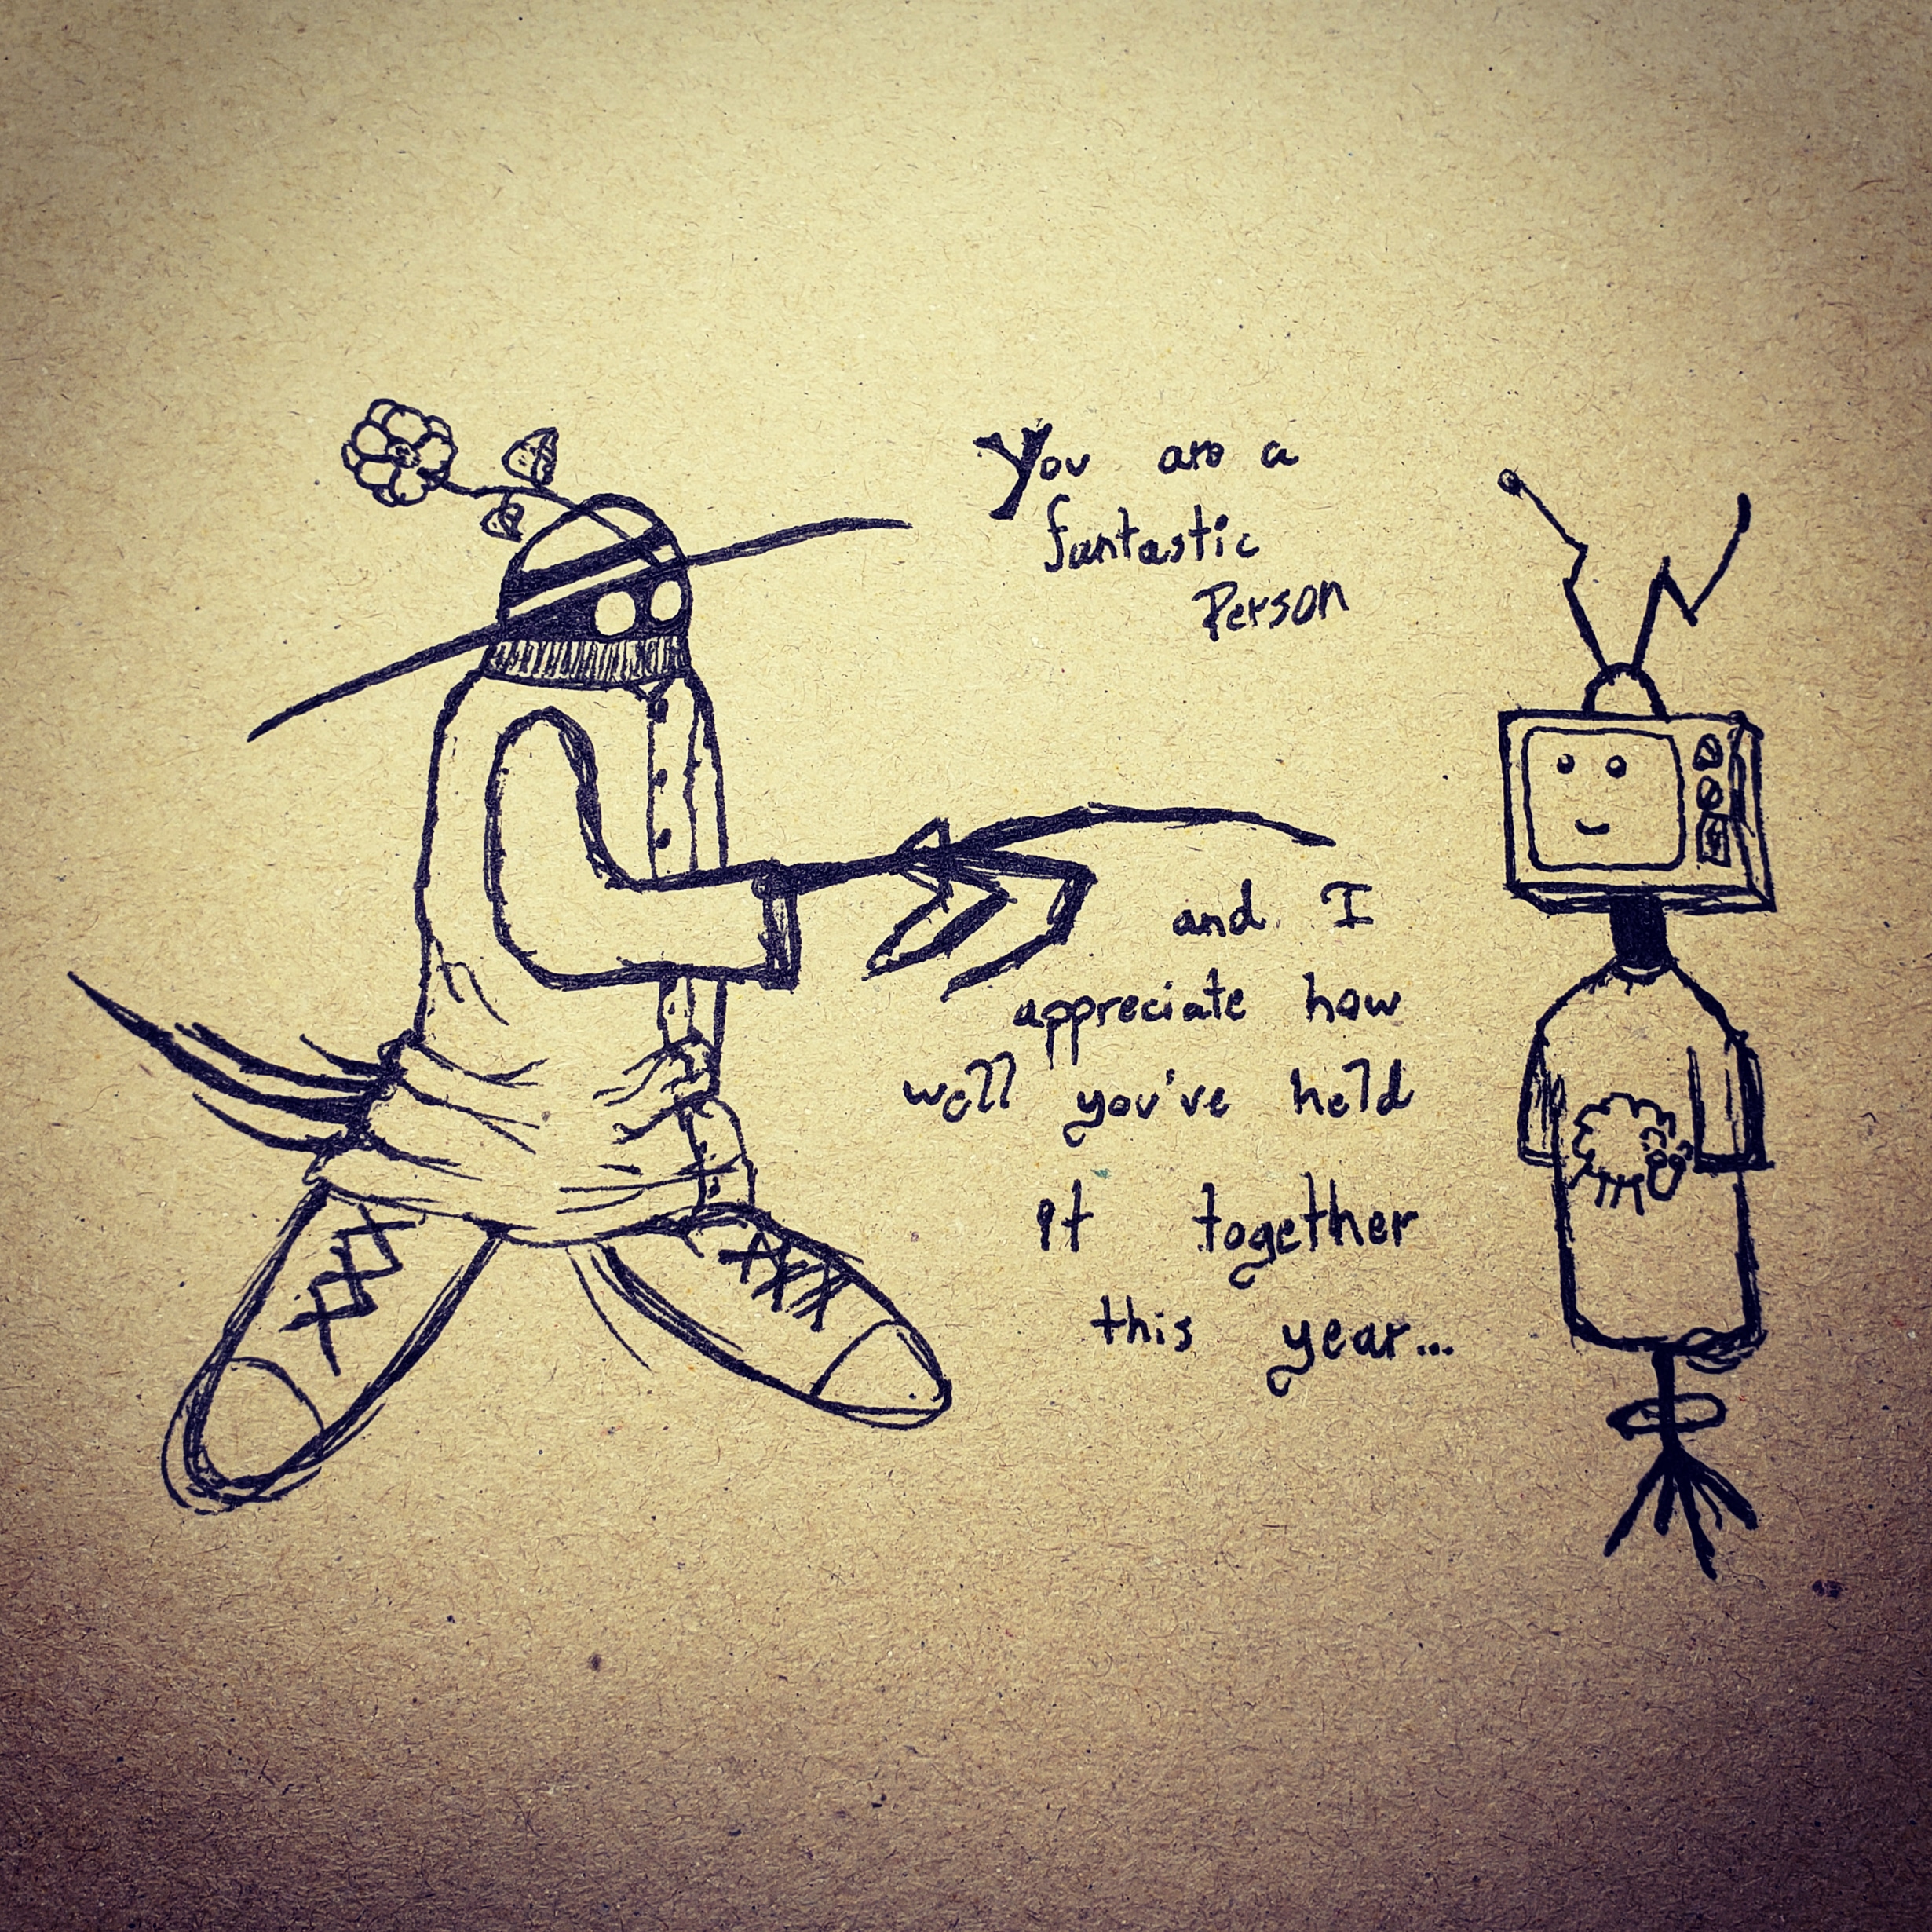 You are a
fantastic
Person
and I
appreciate how
well you've held
it together
this year...